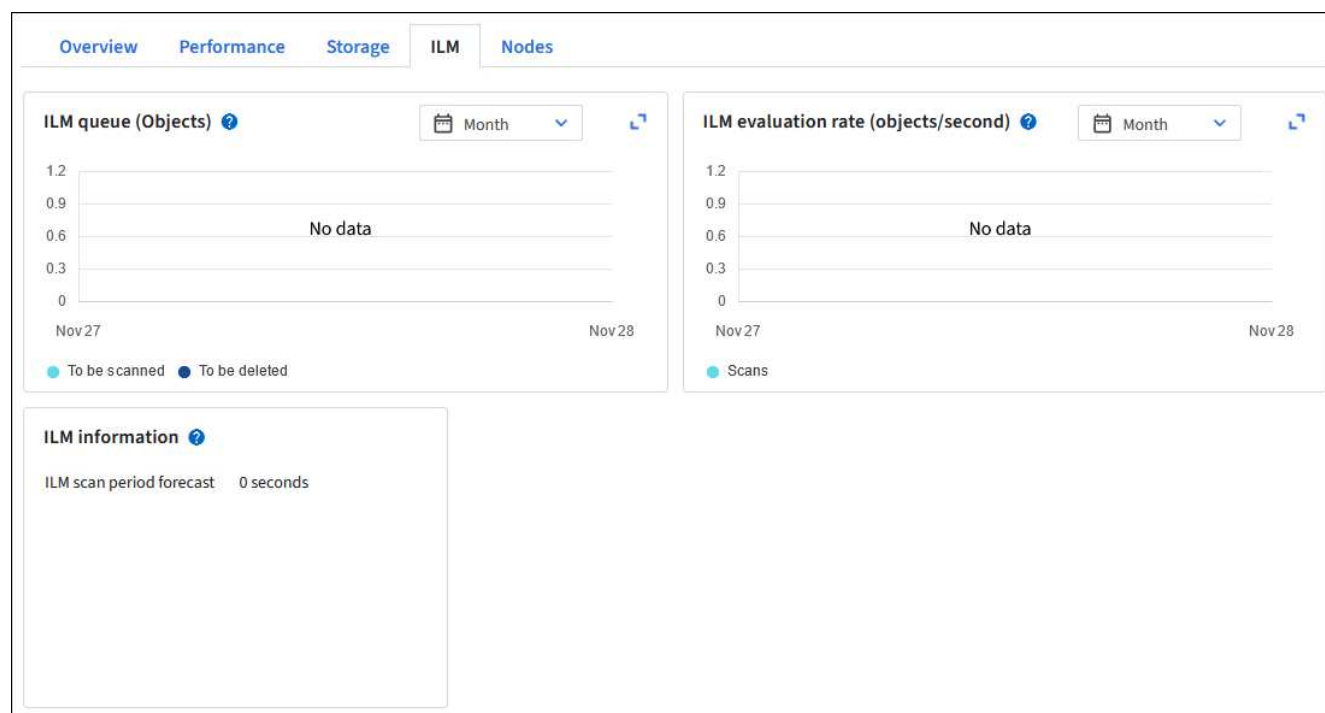 Overview Performance Storage ILM Nodes
ILM queue (Objects) ? Month
1.2
0.9
0.6
0.3
0
No data
Nov 27 Nov 28
To be scanned To be deleted
ILM evaluation rate (objects/second) ? Month
1.2
0.9
0.6
0.3
0
No data
Nov 27 Nov 28
Scans
ILM information ?
ILM scan period forecast 0 seconds